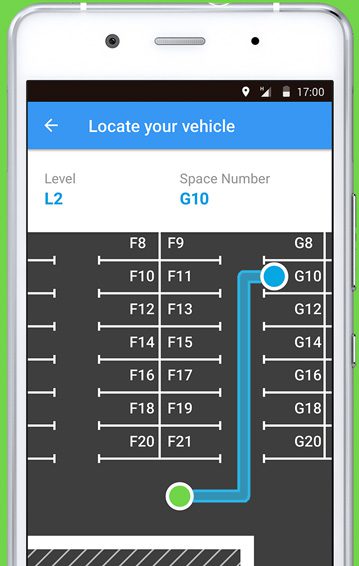 H 17:00
Locate your vehicle
Level Space Number
L2 G10
F8 F9 G8
F10 F11 G10
F12 F13 G12
F14 F15 G14
F16 F17 G16
F18 F19 G18
F20 F21 G20